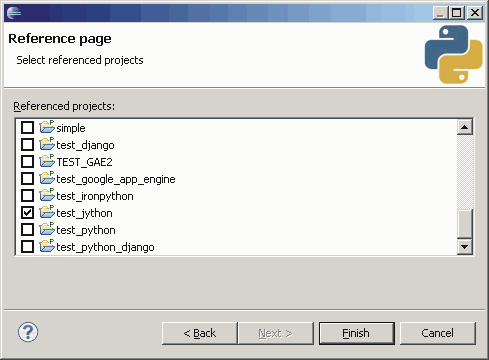 Reference page
Select referenced projects
Referenced projects:
simple
test_django
TEST_GAE2
test_google_app_engine
test_ironpython
test_jython
test_python
test_python_django
?
< Back
Next >
Finish
Cancel